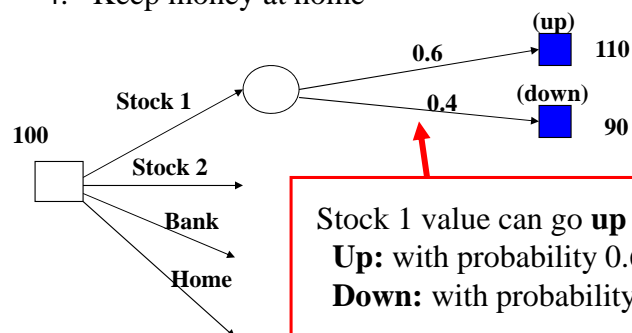 4. Keep money at home
(up)
0.6
110
Stock 1
0.4
(down)
90
100
Stock 2
Bank
Home
Stock 1 value can go up
Up: with probability 0.
Down: with probability